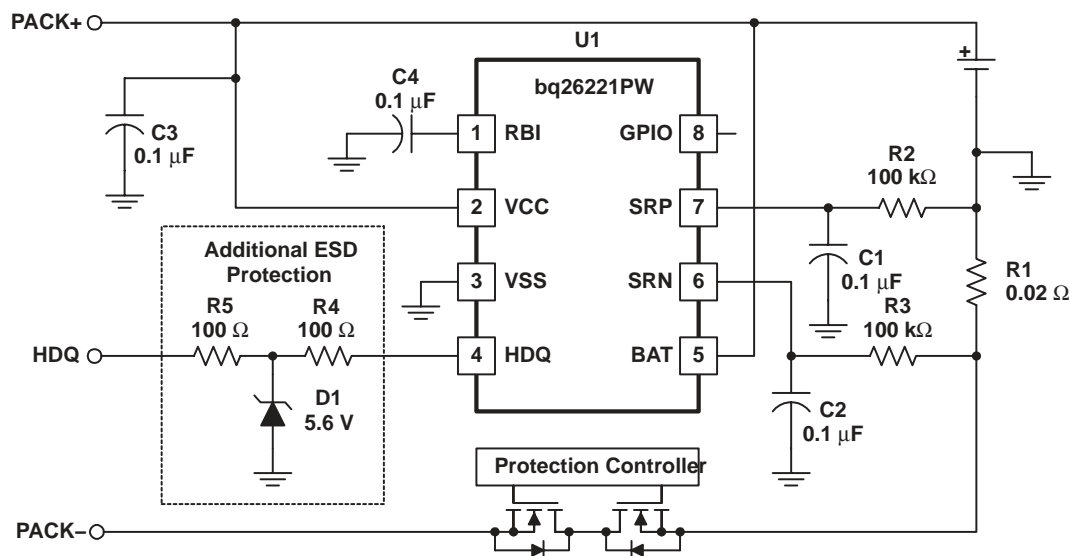 PACK+
U1
bq26221PW
C4
0.1 μF
C3
0.1 μF
+
1
RBI
GPIO
8
2
VCC
SRP
7
3
VSS
SRN
6
4
HDQ
BAT
5
R2
100 kΩ
C1
0.1 μF
R1
0.02 Ω
R3
100 kΩ
C2
0.1 μF
Additional ESD
Protection
R5
100 Ω
R4
100 Ω
HDQ
D1
5.6 V
Protection Controller
PACK−